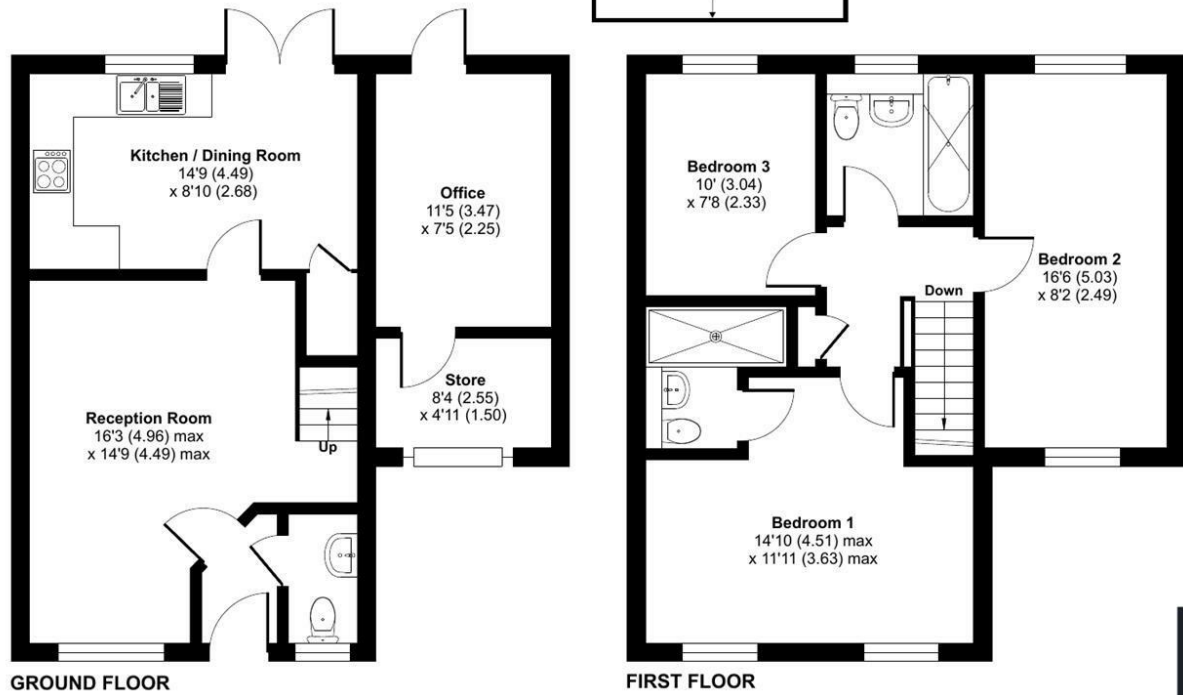 Kitchen / Dining Room
14'9 (4.49)
x 8'10 (2.68)
Office
11'5 (3.47)
x 7'5 (2.25)
Store
8'4 (2.55)
x 4'11 (1.50)
Reception Room
16'3 (4.96) max
x 14'9 (4.49) max
Up
GROUND FLOOR
Bedroom 3
10' (3.04)
x 7'8 (2.33)
Bedroom 2
16'6 (5.03)
x 8'2 (2.49)
Down
Bedroom 1
14'10 (4.51) max
x 11'11 (3.63) max
FIRST FLOOR